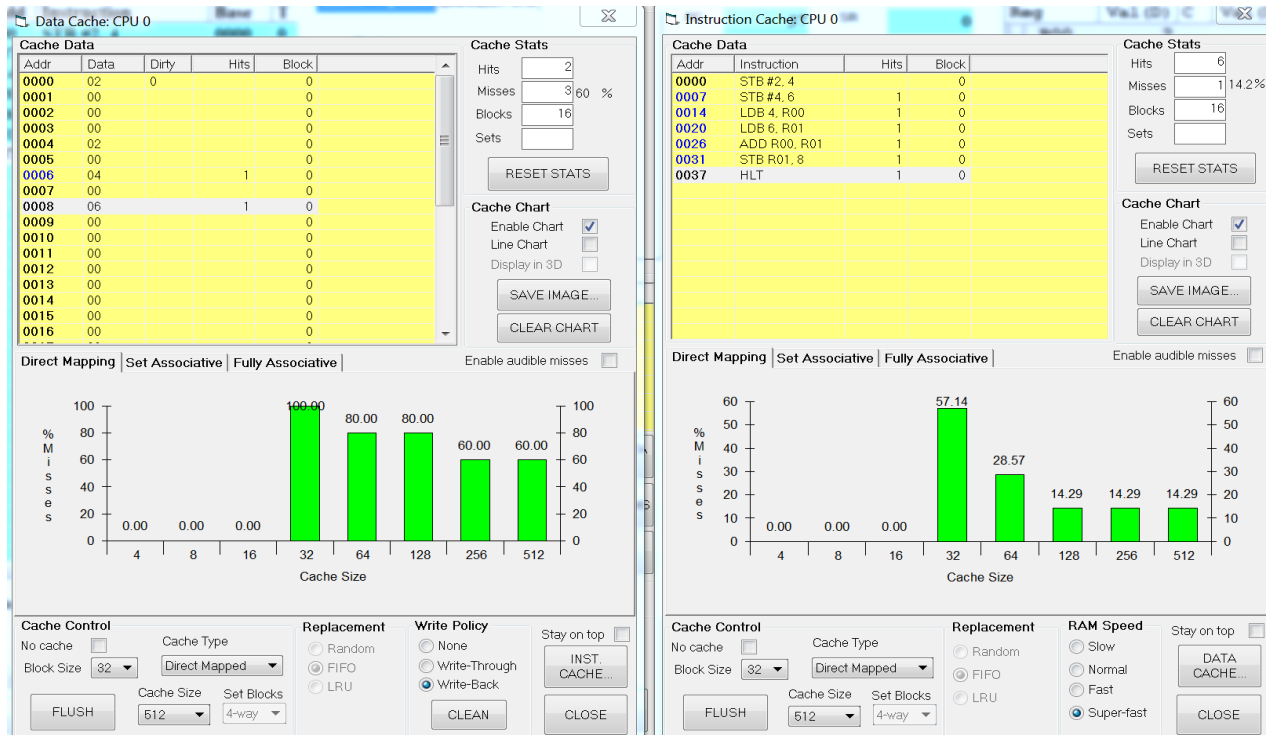 Data Cache: CPU 0
Cache Data
Addr Data Dirty Hits Block
0000 02 0 0
0001 00 0
0002 00 0
0003 00 0
0004 02 0
0005 00 0
0006 04 1 0
0007 00 0
0008 06 1 0
0009 00 0
0010 00 0
0011 00 0
0012 00 0
0013 00 0
0014 00 0
0015 00 0
0016 00 0
Cache Stats
Hits 2
Misses 3 60 %
Blocks 16
Sets
RESET STATS
Cache Chart
Enable Chart
Line Chart
Display in 3D
SAVE IMAGE...
CLEAR CHART
Direct Mapping Set Associative Fully Associative
Enable audible misses
% Misses
100 80 60 40 20 0
0.00 0.00 0.00 100.00 80.00 80.00 60.00 60.00
100 80 60 40 20 0
4 8 16 32 64 128 256 512
Cache Size
Cache Control
No cache
Block Size 32
FLUSH
Cache Type
Direct Mapped
Cache Size Set Blocks
512 4-way
Replacement
Random
FIFO
LRU
Write Policy
None
Write-Through
Write-Back
CLEAN
Stay on top
INST. CACHE...
CLOSE
Instruction Cache: CPU 0
Cache Data
Addr Instruction Hits Block
0000 STB #2, 4 0
0007 STB #4, 6 1 0
0014 LDB 4, R00 1 0
0020 LDB 6, R01 1 0
0026 ADD R00, R01 1 0
0031 STB R01, 8 1 0
0037 HLT 1 0
Cache Stats
Hits 6
Misses 1 14.2%
Blocks 16
Sets
RESET STATS
Cache Chart
Enable Chart
Line Chart
Display in 3D
SAVE IMAGE...
CLEAR CHART
Direct Mapping Set Associative Fully Associative
Enable audible misses
% Misses
60 50 40 30 20 10 0
0.00 0.00 0.00 57.14 28.57 14.29 14.29 14.29
60 50 40 30 20 10 0
4 8 16 32 64 128 256 512
Cache Size
Cache Control
No cache
Block Size 32
FLUSH
Cache Type
Direct Mapped
Cache Size Set Blocks
512 4-way
Replacement
Random
FIFO
LRU
RAM Speed
Slow
Normal
Fast
Super-fast
Stay on top
DATA CACHE...
CLOSE